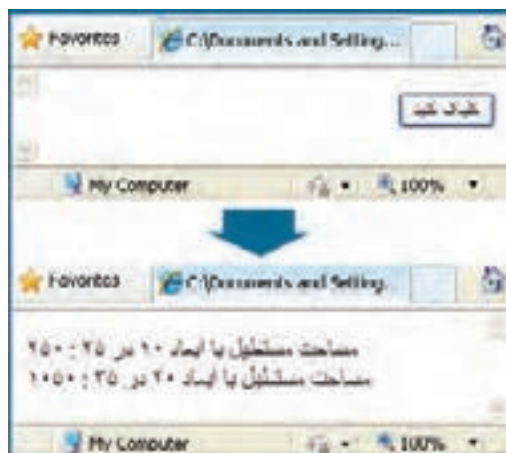 Favorites C:\Documents and Setting...
کلیک کنید
My Computer 100%
Favorites C:\Documents and Setting...
مساحت مستطیل با ابعاد ۱۰ در ۲۵ : ۲۵۰
مساحت مستطیل با ابعاد ۳۰ در ۳۵ : ۱۰۵۰
My Computer 100%